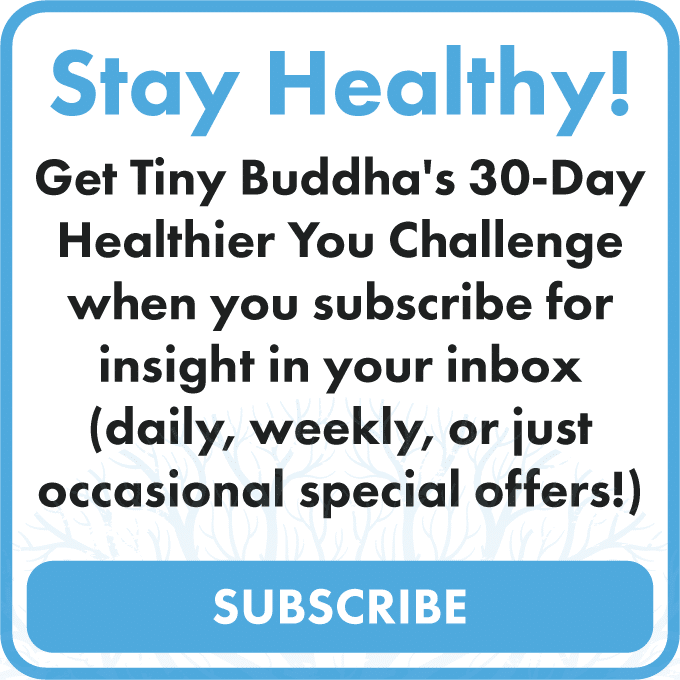 Stay Healthy!
Get Tiny Buddha's 30-Day
Healthier You Challenge
when you subscribe for
insight in your inbox
(daily, weekly, or just
occasional special offers!)
SUBSCRIBE